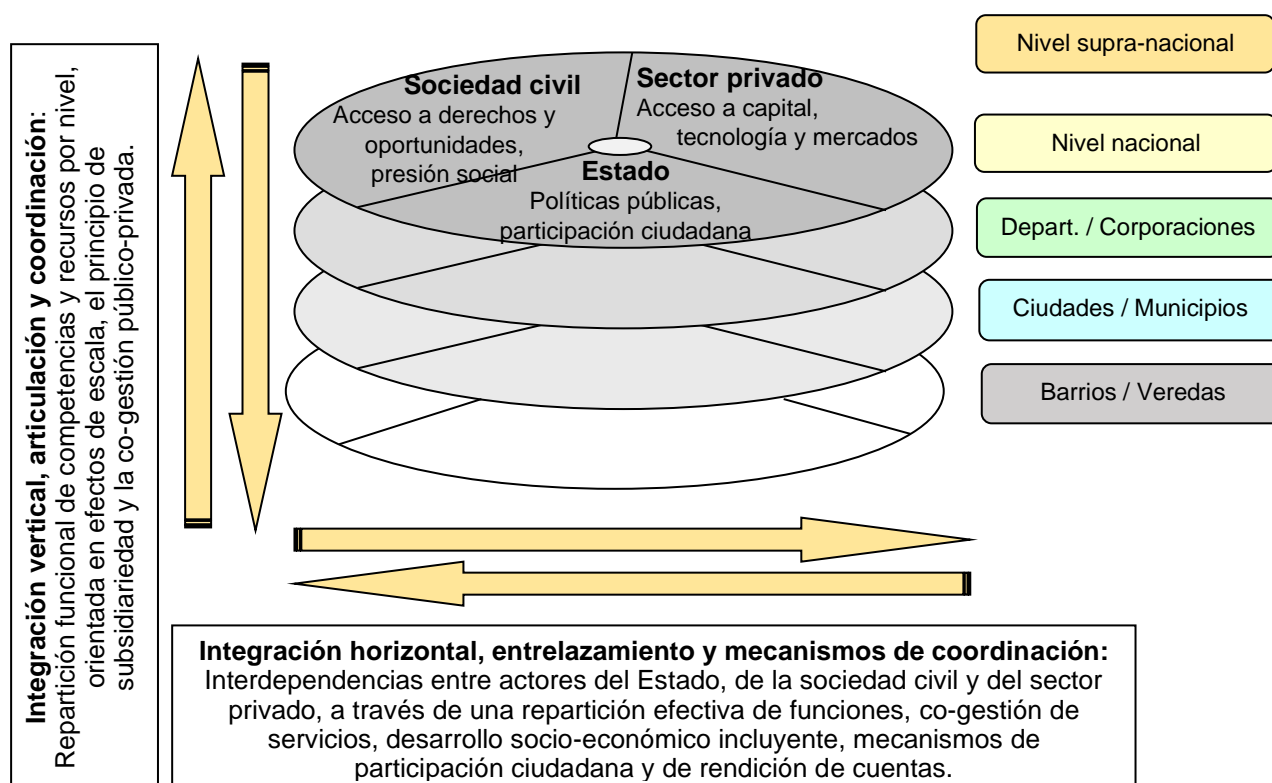 Integración vertical, articulación y coordinación:
Repartición funcional de competencias y recursos por nivel,
orientada en efectos de escala, el principio de
subsidiariedad y la co-gestión público-privada.
Sociedad civil
Acceso a derechos y
oportunidades,
presión social
Sector privado
Acceso a capital,
tecnología y mercados
Estado
Políticas públicas,
participación ciudadana
Nivel supra-nacional
Nivel nacional
Depart. / Corporaciones
Ciudades / Municipios
Barrios / Veredas
Integración horizontal, entrelazamiento y mecanismos de coordinación:
Interdependencias entre actores del Estado, de la sociedad civil y del sector
privado, a través de una repartición efectiva de funciones, co-gestión de
servicios, desarrollo socio-económico incluyente, mecanismos de
participación ciudadana y de rendición de cuentas.